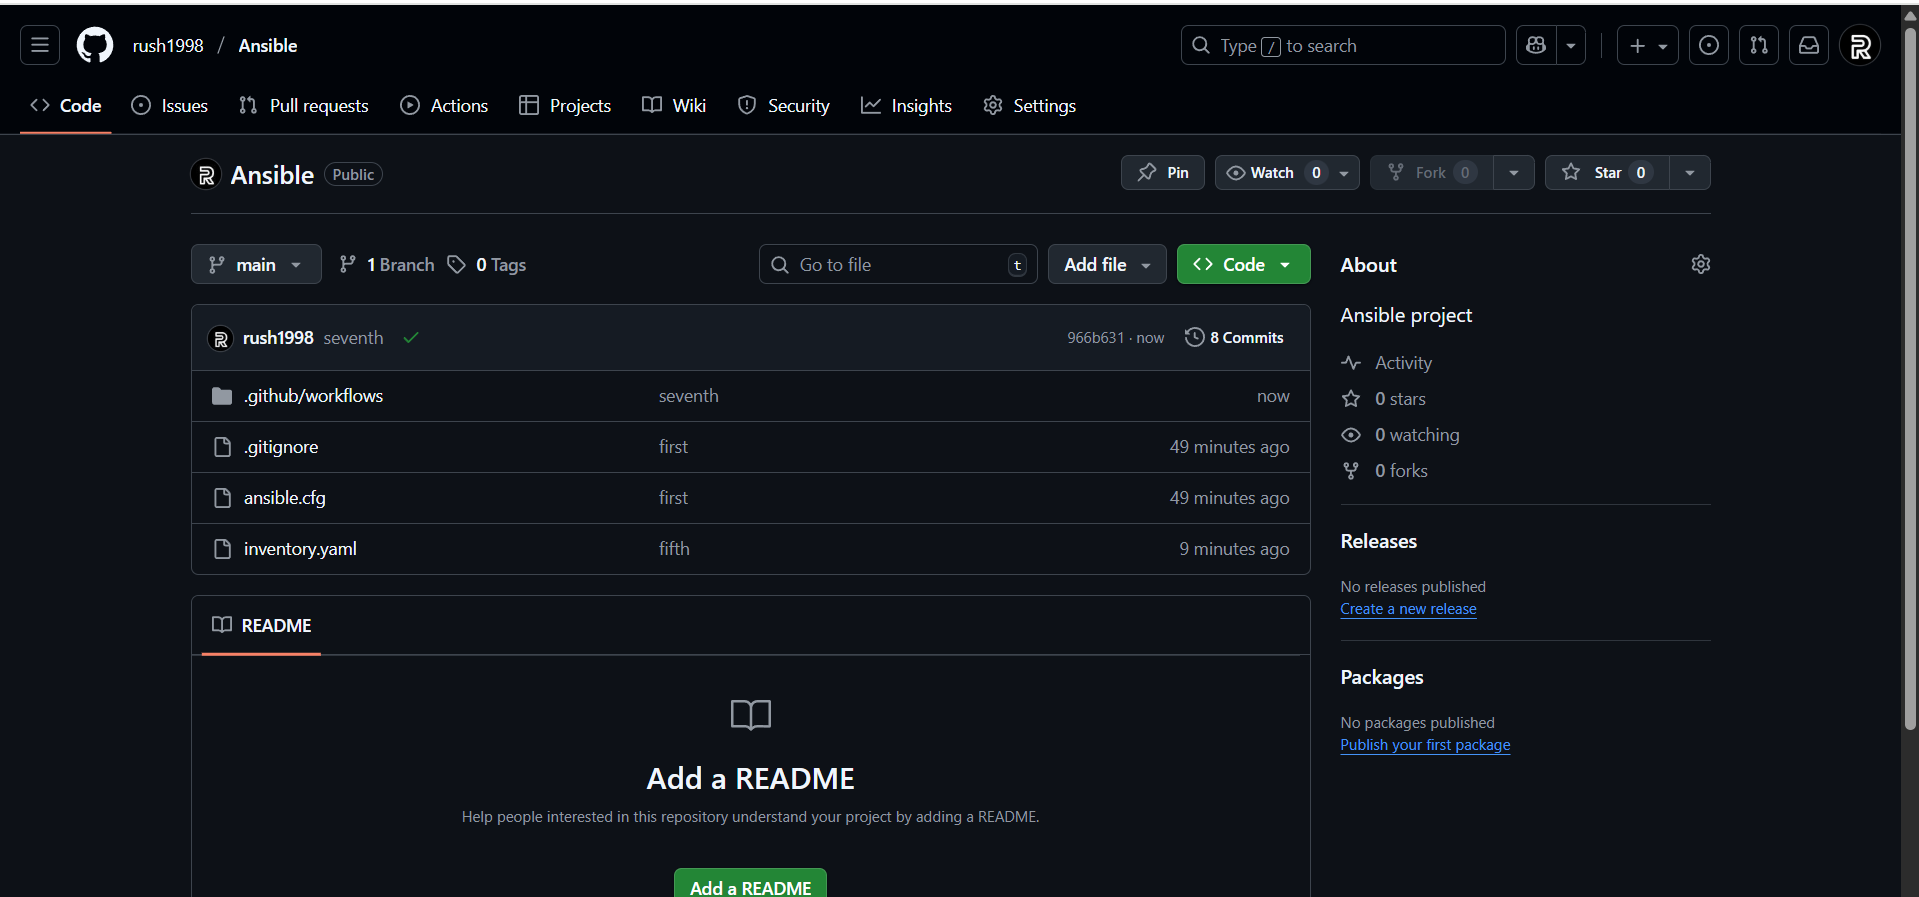 rush1998 / Ansible
Type / to search
Code Issues Pull requests Actions Projects Wiki Security Insights Settings
Ansible Public
Pin Watch 0 Fork 0 Star 0
main 1 Branch 0 Tags Go to file t Add file Code
rush1998 seventh 966b631 · now 8 Commits
.github/workflows seventh now
.gitignore first 49 minutes ago
ansible.cfg first 49 minutes ago
inventory.yaml fifth 9 minutes ago
README
Add a README
Help people interested in this repository understand your project by adding a README.
Add a README
About
Ansible project
Activity
0 stars
0 watching
0 forks
Releases
No releases published
Create a new release
Packages
No packages published
Publish your first package